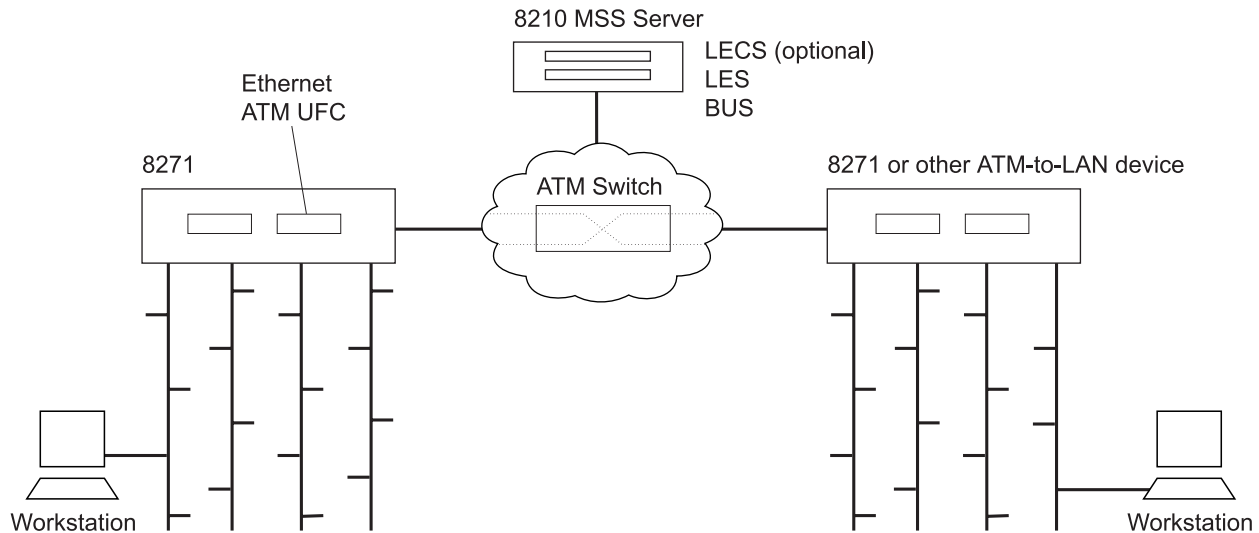 8210 MSS Server
LECS (optional)
LES
BUS
Ethernet
ATM UFC
8271
ATM Switch
8271 or other ATM-to-LAN device
Workstation
Workstation